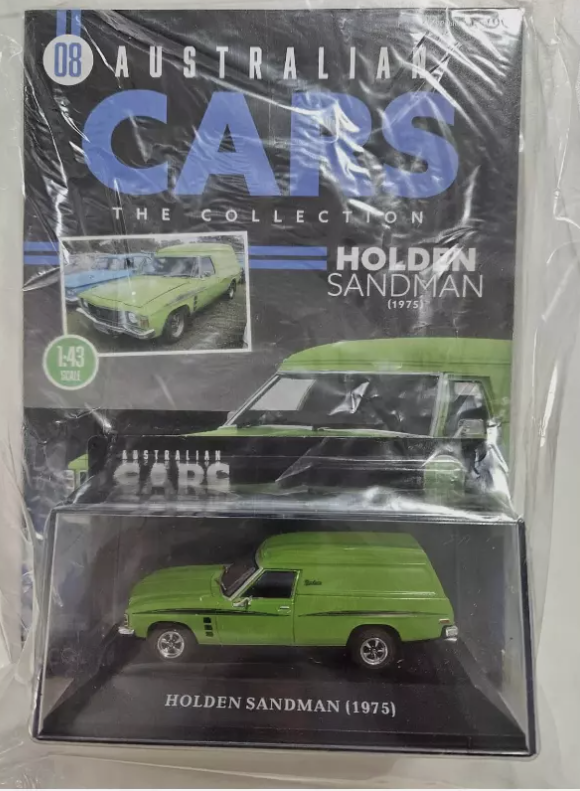 08
AUSTRALIAN
CARS
THE COLLECTION
HOLDEN
SANDMAN
(1975)
1:43
SCALE
AUSTRALIAN
CARS
HOLDEN SANDMAN (1975)